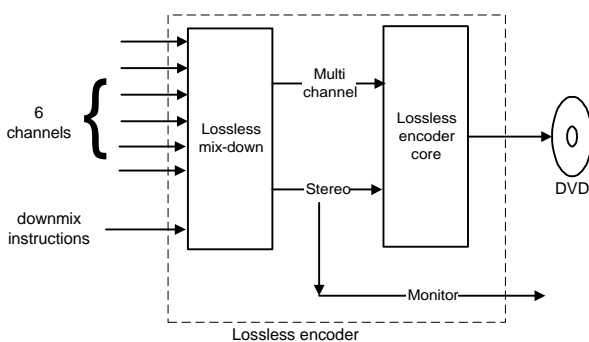 6
channels
downmix
instructions
Lossless
mix-down
Multi
channel
Stereo
Lossless
encoder
core
DVD
Monitor
Lossless encoder